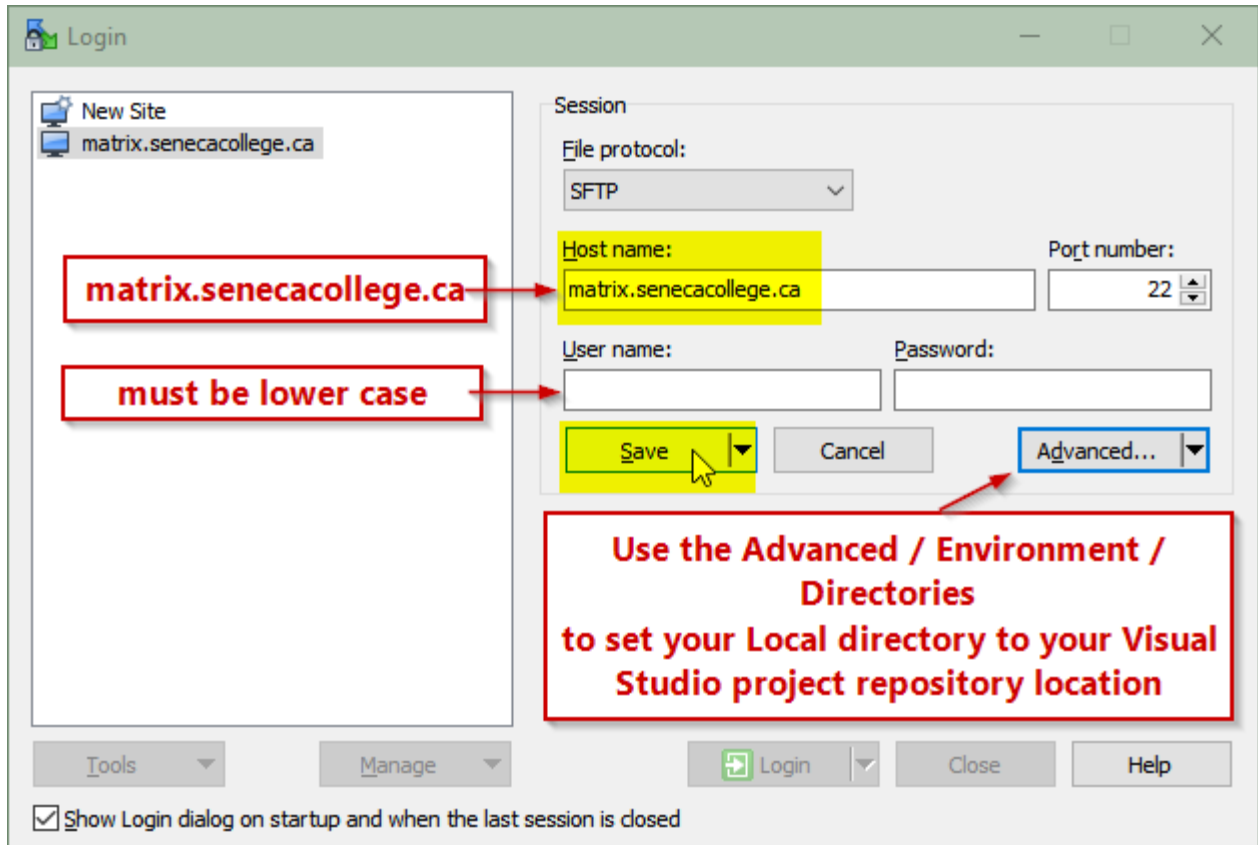 Login
New Site
matrix.senecacollege.ca
Session
File protocol:
SFTP
Host name:
Port number:
matrix.senecacollege.ca
matrix.senecacollege.ca
22
User name:
Password:
must be lower case
Save
Cancel
Advanced...
Use the Advanced / Environment /
Directories
to set your Local directory to your Visual
Studio project repository location
Tools
Manage
Login
Close
Help
Show Login dialog on startup and when the last session is closed